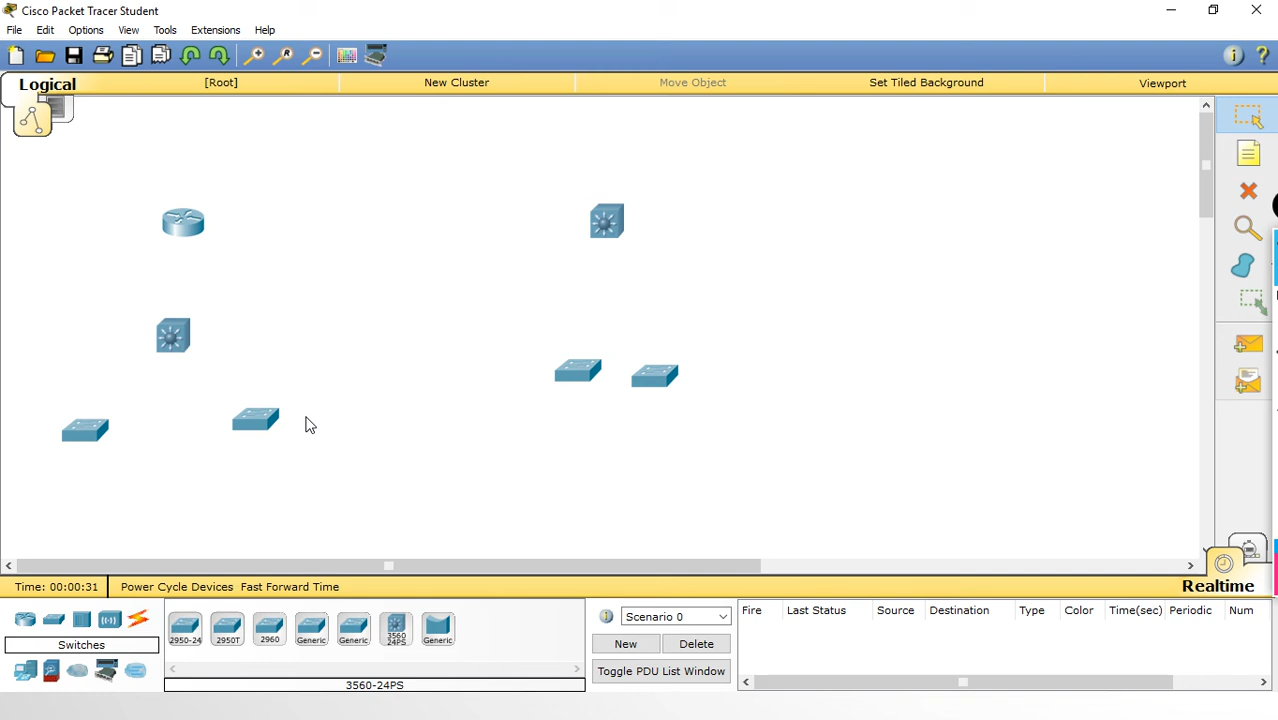 Cisco Packet Tracer Student
File Edit Options View Tools Extensions Help
Logical [Root] New Cluster Move Object Set Tiled Background Viewport
Time: 00:00:31 Power Cycle Devices Fast Forward Time Realtime
Switches
2950-24 2950T 2960 Generic Generic 3560 24PS Generic
3560-24PS
Scenario 0
New Delete
Toggle PDU List Window
Fire Last Status Source Destination Type Color Time(sec) Periodic Num